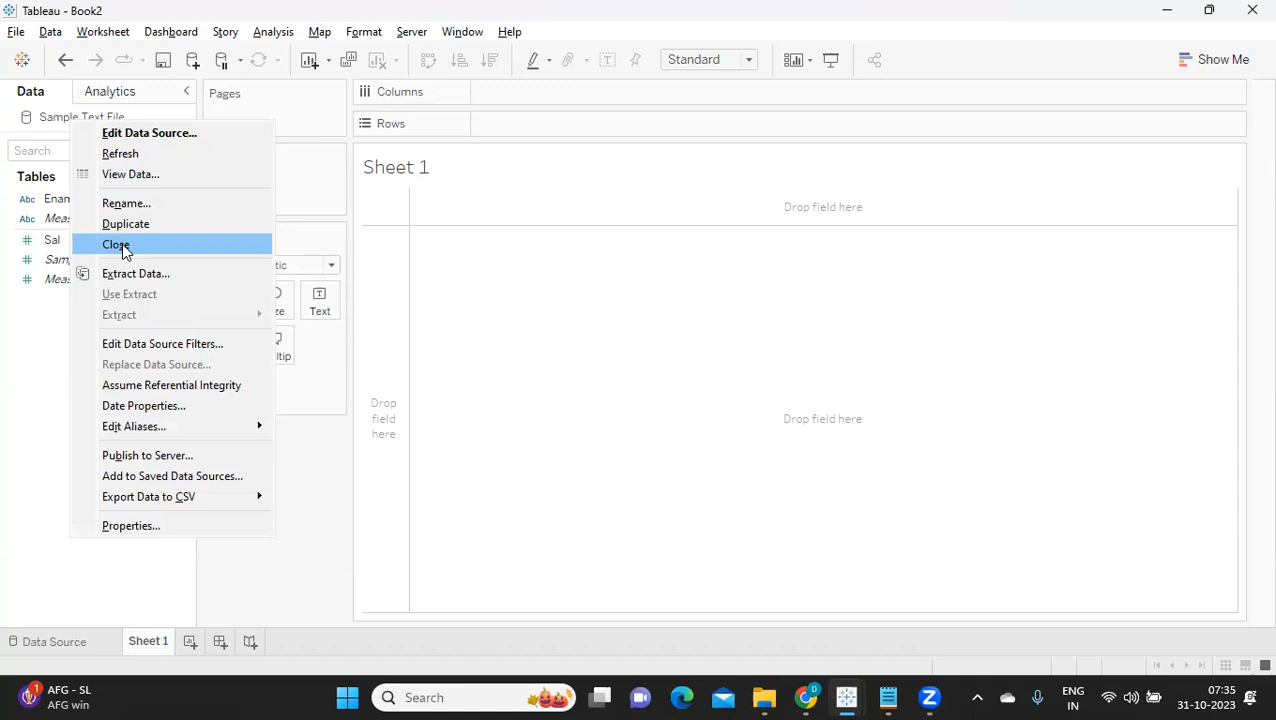 Tableau - Book2
File Data Worksheet Dashboard Story Analysis Map Format Server Window Help
Standard
Show Me
Data Analytics
Pages
Columns
Sample Text File
Rows
Search
Tables
Abc
Abc
Sal
Edit Data Source...
Refresh
View Data...
Rename...
Duplicate
Close
Extract Data...
Use Extract
Extract
Edit Data Source Filters...
Replace Data Source...
Assume Referential Integrity
Date Properties...
Edit Aliases...
Publish to Server...
Add to Saved Data Sources...
Export Data to CSV
Properties...
Text
Sheet 1
Drop field here
Drop
field
here
Drop field here
Data Source Sheet 1
1
AFG - SL
AFG win
Search
ENG
IN
07:35
31-10-2023